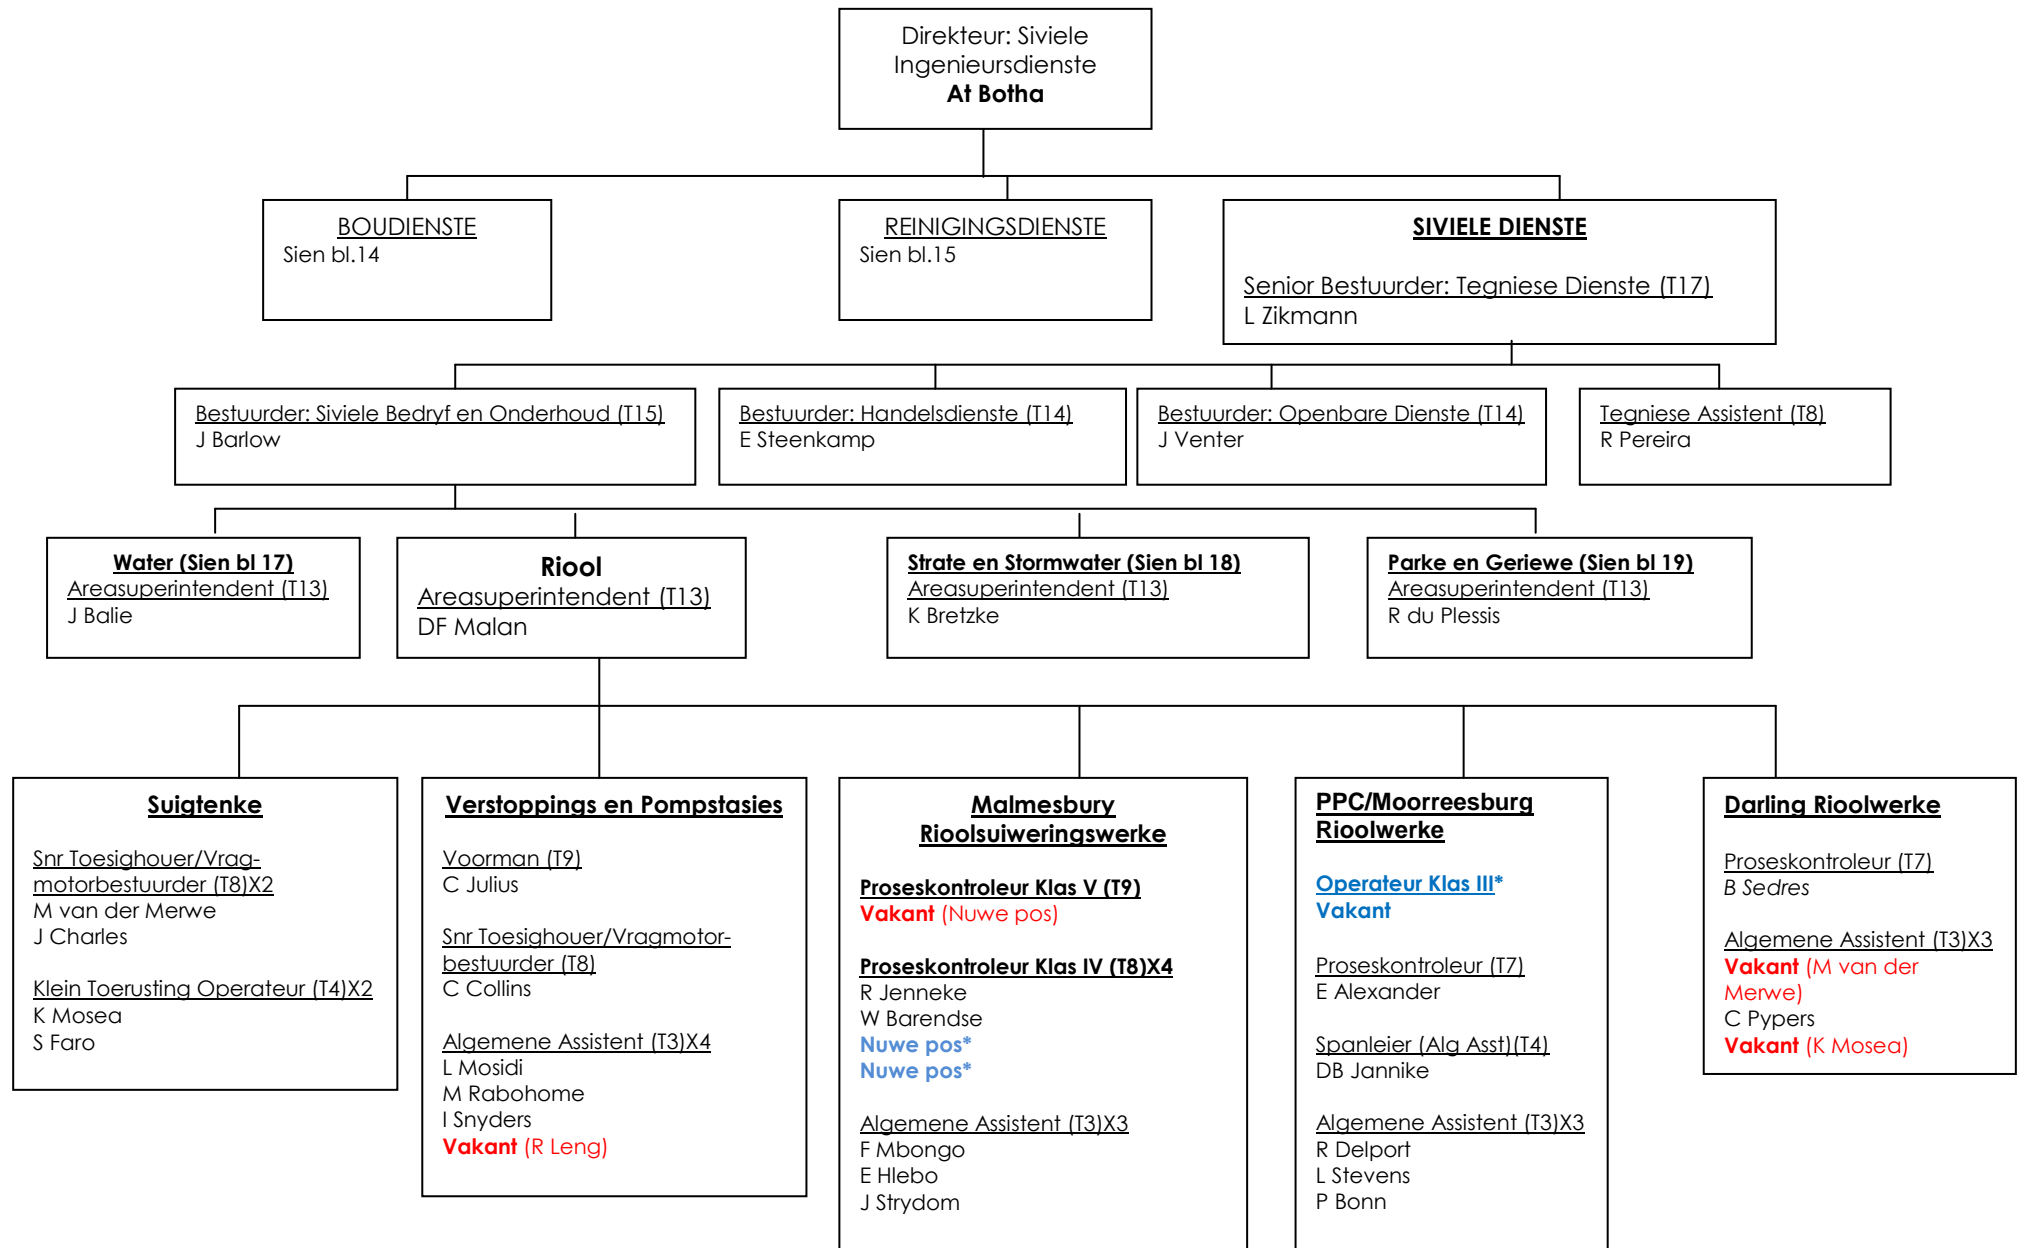 Direkteur: Siviele
Ingenieursdienste
At Botha
BOUDIENSTE
Sien bl.14
REINIGINGSDIENSTE
Sien bl.15
SIVIELE DIENSTE
Senior Bestuurder: Tegniese Dienste (T17)
L Zikmann
Bestuurder: Siviele Bedryf en Onderhoud (T15)
J Barlow
Bestuurder: Handelsdienste (T14)
E Steenkamp
Bestuurder: Openbare Dienste (T14)
J Venter
Tegniese Assistent (T8)
R Pereira
Water (Sien bl 17)
Areasuperintendent (T13)
J Balie
Riool
Areasuperintendent (T13)
DF Malan
Strate en Stormwater (Sien bl 18)
Areasuperintendent (T13)
K Bretzke
Parke en Geriewe (Sien bl 19)
Areasuperintendent (T13)
R du Plessis
Suigtenke
Snr Toesighouer/Vrag-
motorbestuurder (T8)X2
M van der Merwe
J Charles
Klein Toerusting Operateur (T4)X2
K Mosea
S Faro
Verstoppings en Pompstasies
Voorman (T9)
C Julius
Snr Toesighouer/Vragmotor-
bestuurder (T8)
C Collins
Algemene Assistent (T3)X4
L Mosidi
M Rabohome
I Snyders
Vakant (R Leng)
Malmesbury
Rioolsuiweringswerke
Proseskontroleur Klas V (T9)
Vakant (Nuwe pos)
Proseskontroleur Klas IV (T8)X4
R Jenneke
W Barendse
Nuwe pos*
Nuwe pos*
Algemene Assistent (T3)X3
F Mbongo
E Hlebo
J Strydom
PPC/Moorreesburg
Rioolwerke
Operateur Klas III*
Vakant
Proseskontroleur (T7)
E Alexander
Spanleier (Alg Asst)(T4)
DB Jannike
Algemene Assistent (T3)X3
R Delport
L Stevens
P Bonn
Darling Rioolwerke
Proseskontroleur (T7)
B Sedres
Algemene Assistent (T3)X3
Vakant (M van der
Merwe)
C Pypers
Vakant (K Mosea)